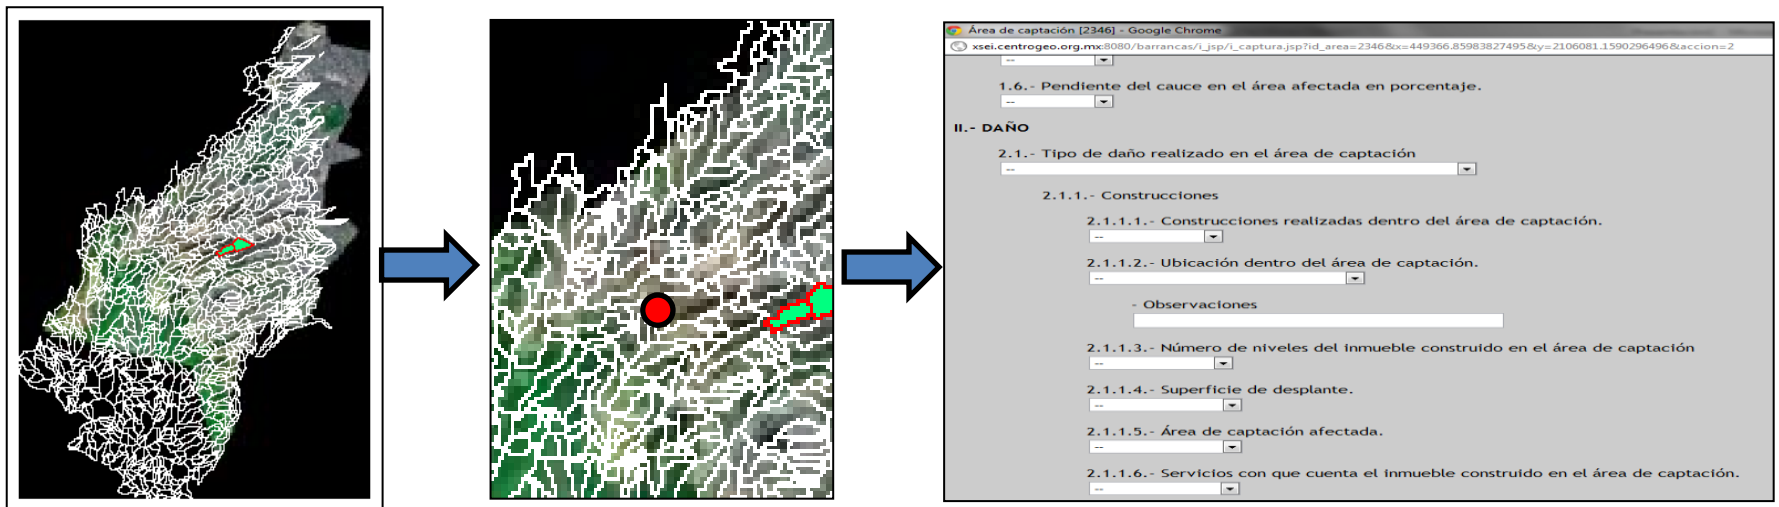 Área de captación [2346] - Google Chrome
xsei.centrogeo.org.mx:8080/barrancas/i_jsp/i_captura.jsp?id_area=2346&x=449366.85983827495&y=2106081.1590296496&accion=2
--
1.6.- Pendiente del cauce en el área afectada en porcentaje.
--
II.- DAÑO
2.1.- Tipo de daño realizado en el área de captación
--
2.1.1.- Construcciones
2.1.1.1.- Construcciones realizadas dentro del área de captación.
--
2.1.1.2.- Ubicación dentro del área de captación.
--
- Observaciones
2.1.1.3.- Número de niveles del inmueble construido en el área de captación
--
2.1.1.4.- Superficie de desplante.
--
2.1.1.5.- Área de captación afectada.
--
2.1.1.6.- Servicios con que cuenta el inmueble construido en el área de captación.
--